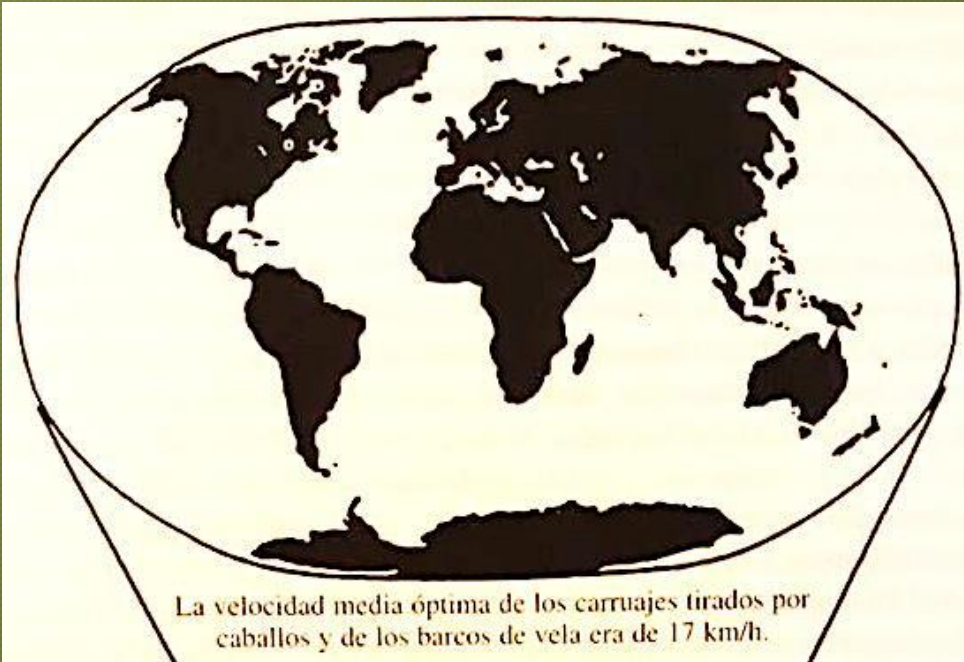 La velocidad media óptima de los carruajes tirados por
caballos y de los barcos de vela era de 17 km/h.